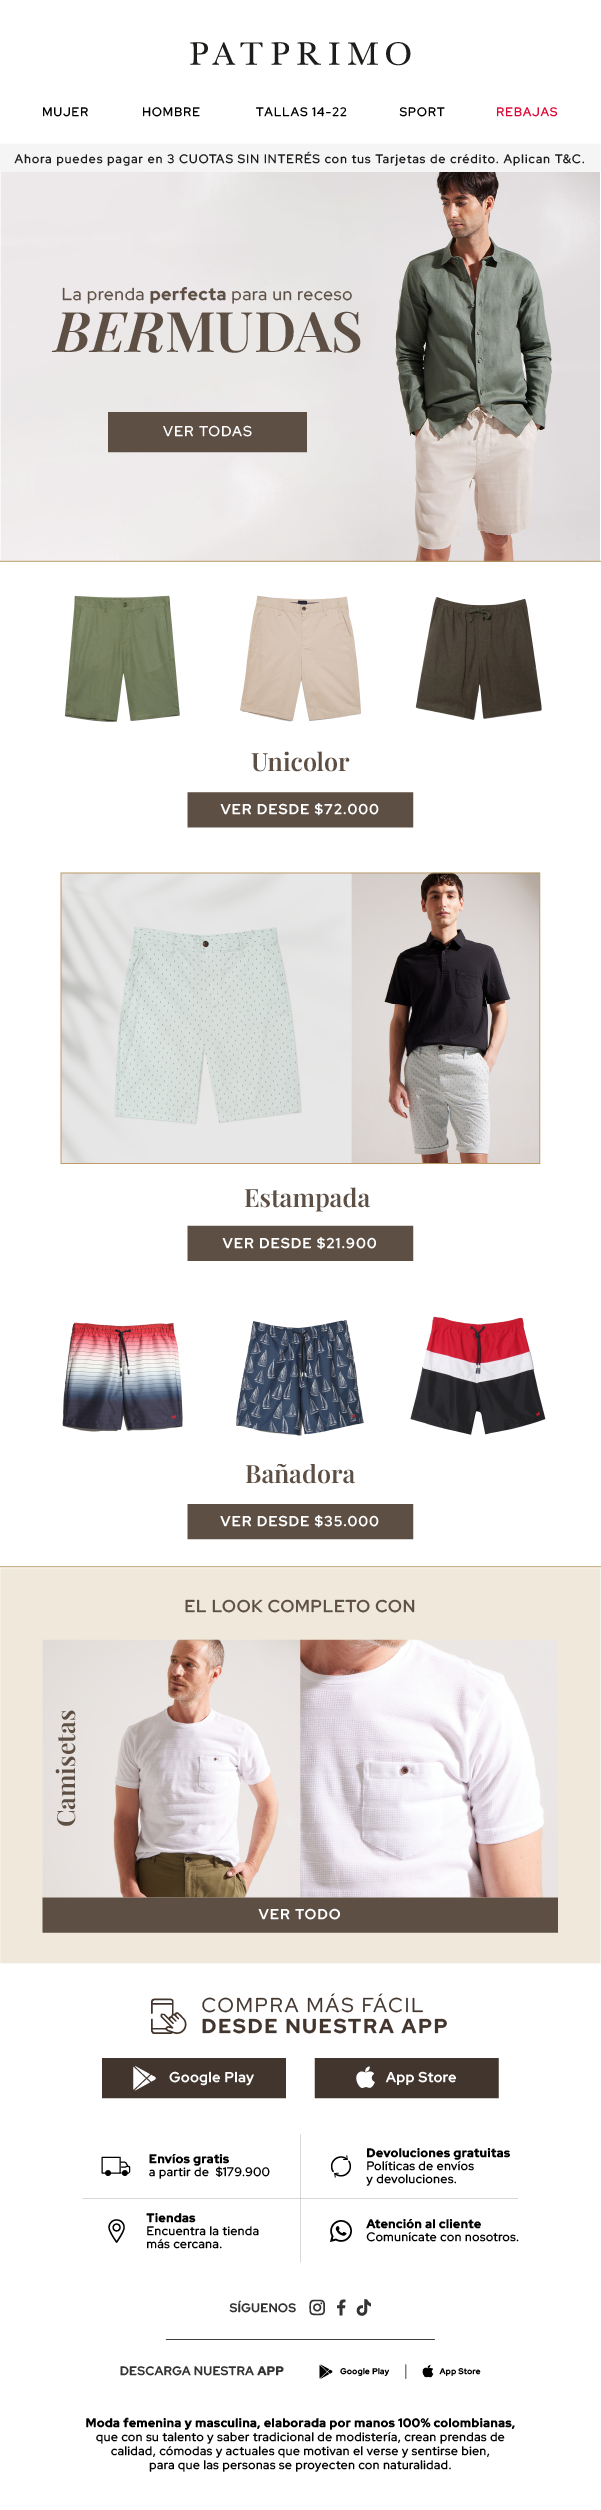 PATPRIMO
MUJER HOMBRE TALLAS 14-22 SPORT REBAJAS
Ahora puedes pagar en 3 CUOTAS SIN INTERÉS con tus Tarjetas de crédito. Aplican T&C.
La prenda perfecta para un receso
BERMUDAS
VER TODAS
Unicolor
VER DESDE $72.000
Estampada
VER DESDE $21.900
Bañadora
VER DESDE $35.000
EL LOOK COMPLETO CON
Camisetas
VER TODO
COMPRA MÁS FÁCIL
DESDE NUESTRA APP
Google Play
App Store
Envíos gratis
a partir de $179.900
Devoluciones gratuitas
Políticas de envíos
y devoluciones.
Tiendas
Encuentra la tienda
más cercana.
Atención al cliente
Comunícate con nosotros.
SÍGUENOS
DESCARGA NUESTRA APP Google Play | App Store
Moda femenina y masculina, elaborada por manos 100% colombianas,
que con su talento y saber tradicional de modistería, crean prendas de
calidad, cómodas y actuales que motivan el verse y sentirse bien,
para que las personas se proyecten con naturalidad.